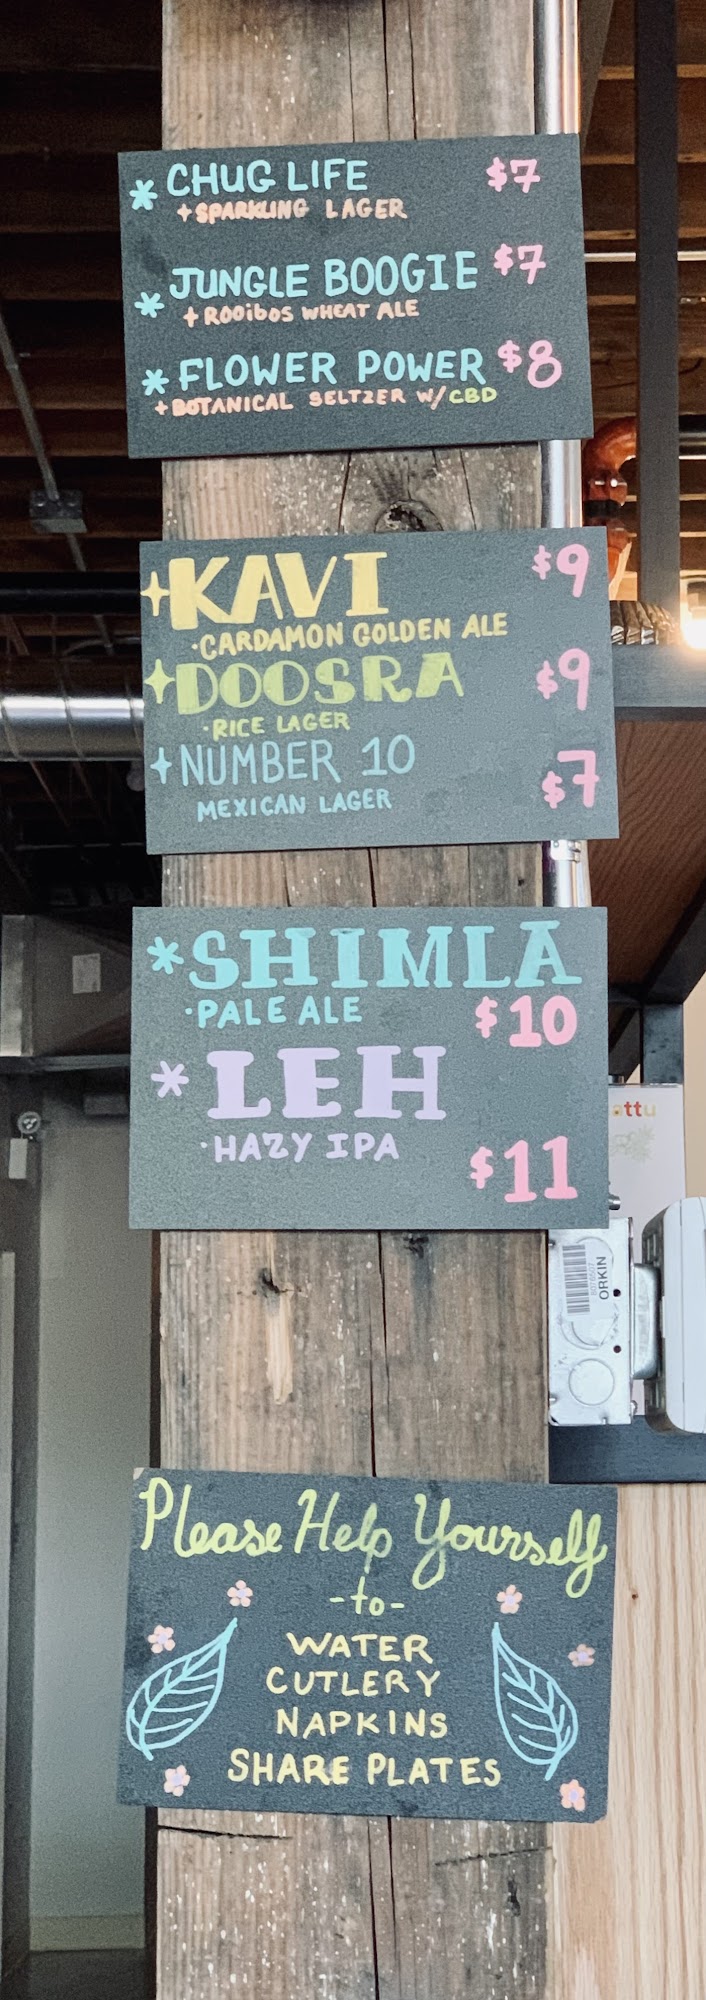 * CHUG LIFE $7
+ SPARKLING LAGER
* JUNGLE BOOGIE $7
+ ROOIBOS WHEAT ALE
* FLOWER POWER $8
+ BOTANICAL SELTZER W/ CBD
+ KAVI $9
· CARDAMON GOLDEN ALE
+ DOOSRA $9
· RICE LAGER
+ NUMBER 10 $7
MEXICAN LAGER
* SHIMLA
· PALE ALE $10
* LEH
· HAZY IPA $11
ORKIN
Please Help Yourself
-to-
WATER
CUTLERY
NAPKINS
SHARE PLATES